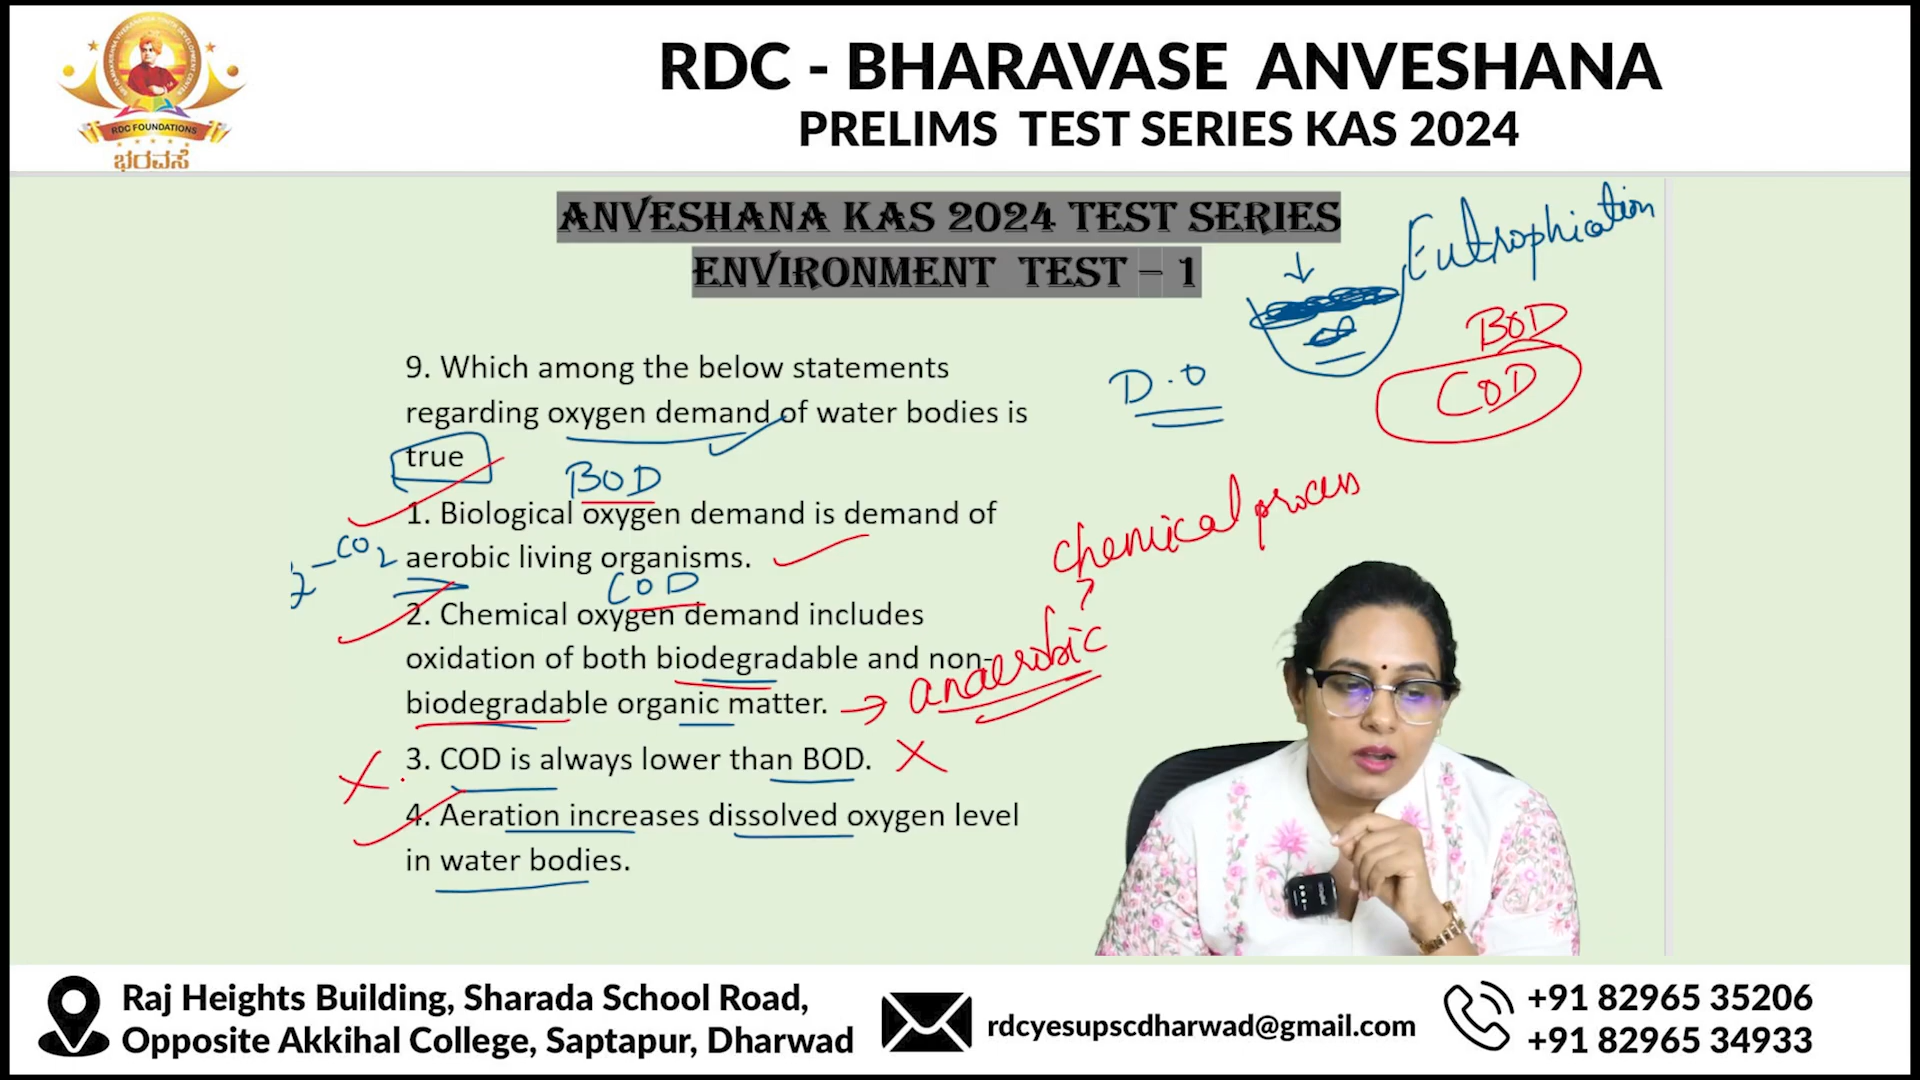 RDC - BHARAVASE ANVESHANA
PRELIMS TEST SERIES KAS 2024
RDC FOUNDATIONS
ಭರವಸೆ
ANVESHANA KAS 2024 TEST SERIES
ENVIRONMENT TEST – 1
Eutrophication
BOD
COD
D.O
9. Which among the below statements
regarding oxygen demand of water bodies is
true
BOD
1. Biological oxygen demand is demand of
aerobic living organisms.
CO2
COD
chemical process
2. Chemical oxygen demand includes
oxidation of both biodegradable and non-
biodegradable organic matter.
anaerobic
3. COD is always lower than BOD.
4. Aeration increases dissolved oxygen level
in water bodies.
Raj Heights Building, Sharada School Road,
Opposite Akkihal College, Saptapur, Dharwad
rdcyesupscdharwad@gmail.com
+91 82965 35206
+91 82965 34933